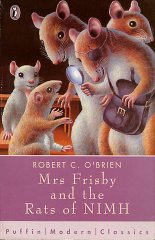 ROBERT C. O'BRIEN
Mrs Frisby
and the
Rats of NIMH
Puffin Modern Classics